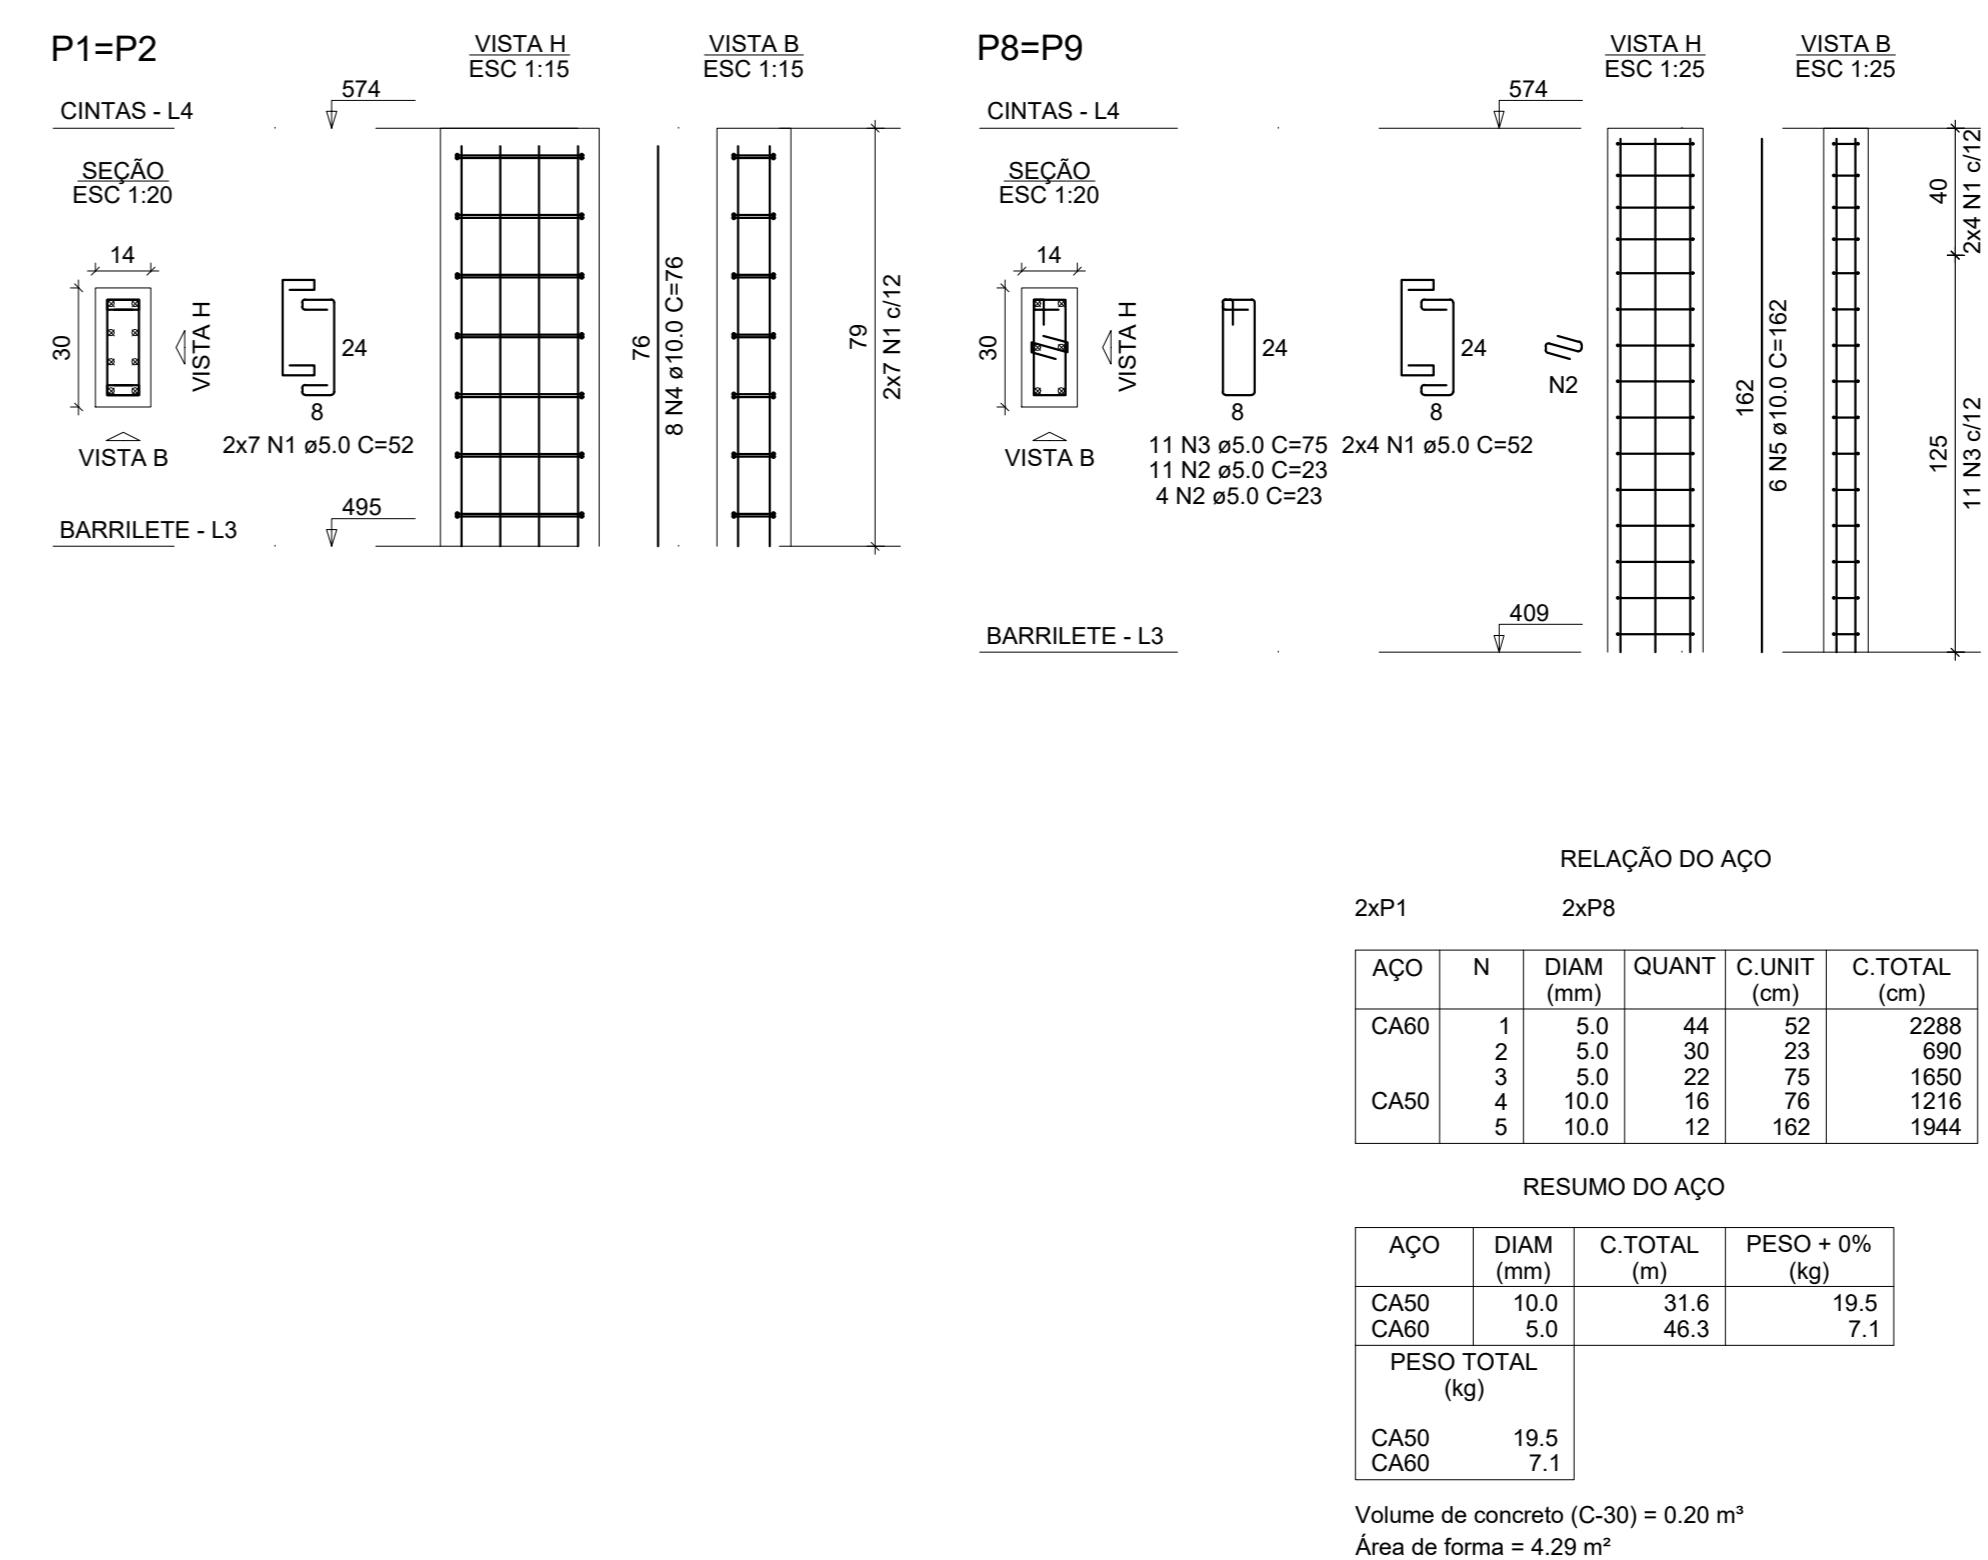 P1=P2
VISTA H
ESC 1:15
VISTA B
ESC 1:15
574
CINTAS - L4
SEÇÃO
ESC 1:20
14
30
VISTA H
VISTA B
24
8
2x7 N1 ø5.0 C=52
76
8 N4 ø10.0 C=76
79
2x7 N1 c/12
495
BARRILETE - L3
P8=P9
VISTA H
ESC 1:25
VISTA B
ESC 1:25
574
CINTAS - L4
SEÇÃO
ESC 1:20
14
30
VISTA H
VISTA B
24
8
11 N3 ø5.0 C=75
11 N2 ø5.0 C=23
4 N2 ø5.0 C=23
24
8
2x4 N1 ø5.0 C=52
N2
162
6 N5 ø10.0 C=162
40
2x4 N1 c/12
125
11 N3 c/12
409
BARRILETE - L3
RELAÇÃO DO AÇO
2xP1 2xP8
AÇO N DIAM QUANT C.UNIT C.TOTAL
(mm) (cm) (cm)
CA60 1 5.0 44 52 2288
2 5.0 30 23 690
3 5.0 22 75 1650
CA50 4 10.0 16 76 1216
5 10.0 12 162 1944
RESUMO DO AÇO
AÇO DIAM C.TOTAL PESO + 0%
(mm) (m) (kg)
CA50 10.0 31.6 19.5
CA60 5.0 46.3 7.1
PESO TOTAL
(kg)
CA50 19.5
CA60 7.1
Volume de concreto (C-30) = 0.20 m³
Área de forma = 4.29 m²